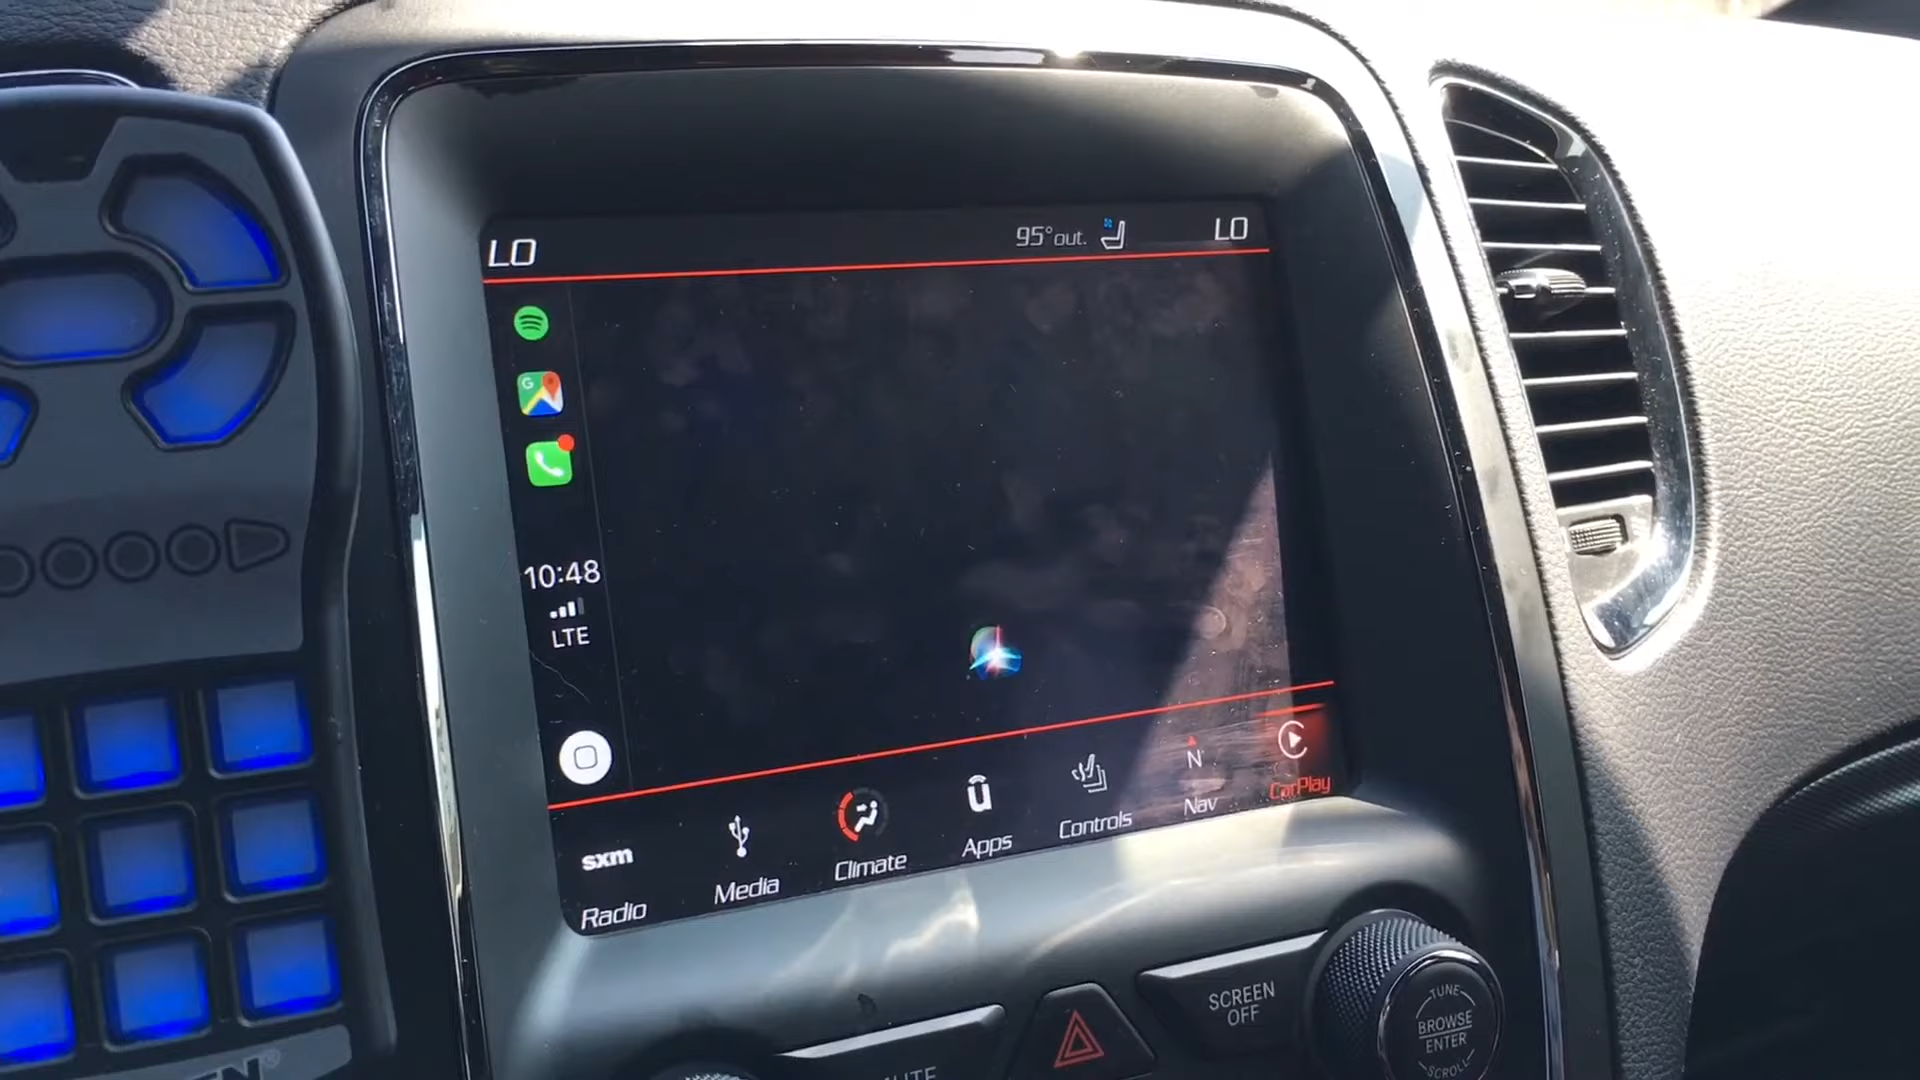 LO
95°out.
LO
G
10:48
LTE
sxm
Radio
Media
Climate
Apps
Controls
N
Nav
CarPlay
SCREEN
OFF
TUNE
BROWSE
ENTER
SCROLL